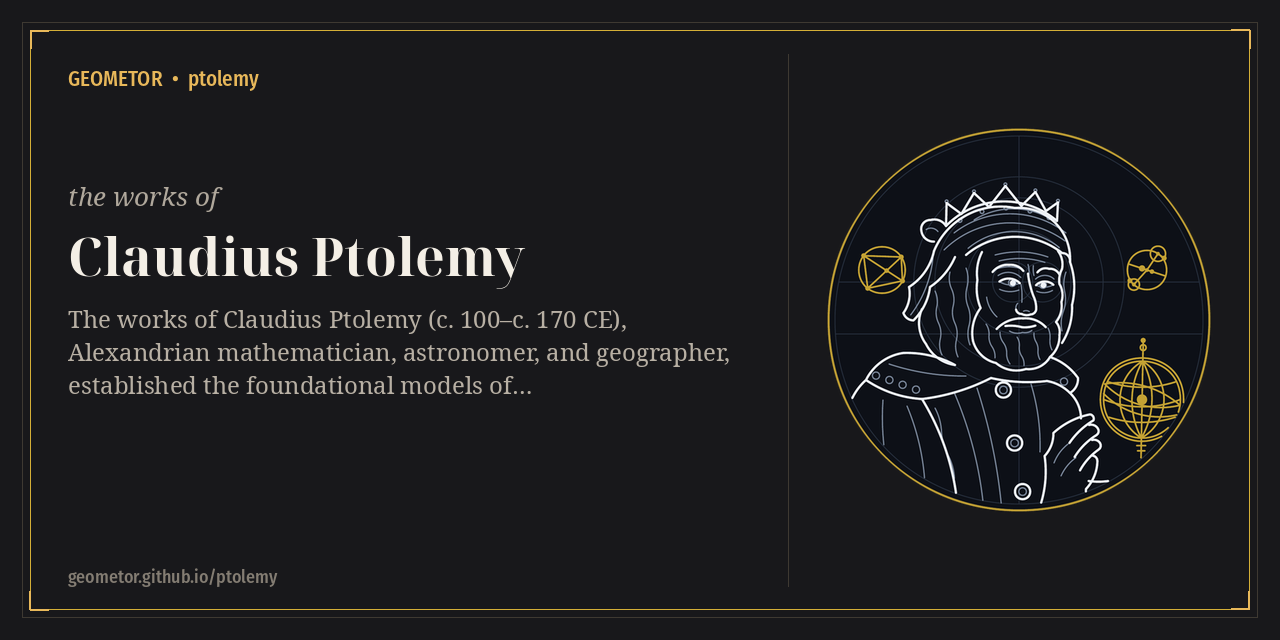 GEOMETOR • ptolemy
the works of
Claudius Ptolemy
The works of Claudius Ptolemy (c. 100–c. 170 CE),
Alexandrian mathematician, astronomer, and geographer,
established the foundational models of…
geometor.github.io/ptolemy